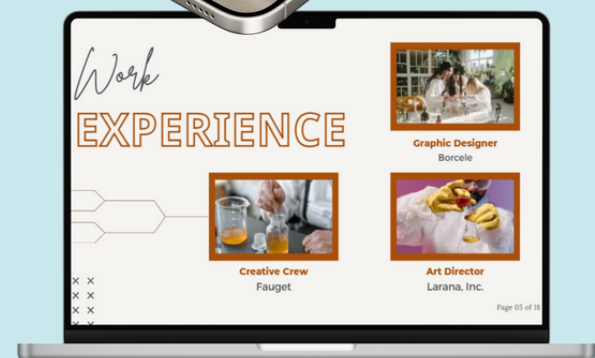 Work
EXPERIENCE
Graphic Designer
Borcele
Creative Crew
Fauget
Art Director
Larana, Inc.
Page 05 of 18